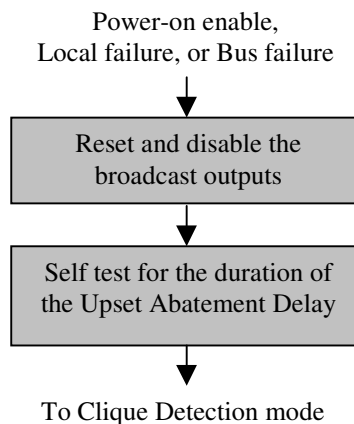 Power-on enable,
Local failure, or Bus failure
Reset and disable the
broadcast outputs
Self test for the duration of
the Upset Abatement Delay
To Clique Detection mode